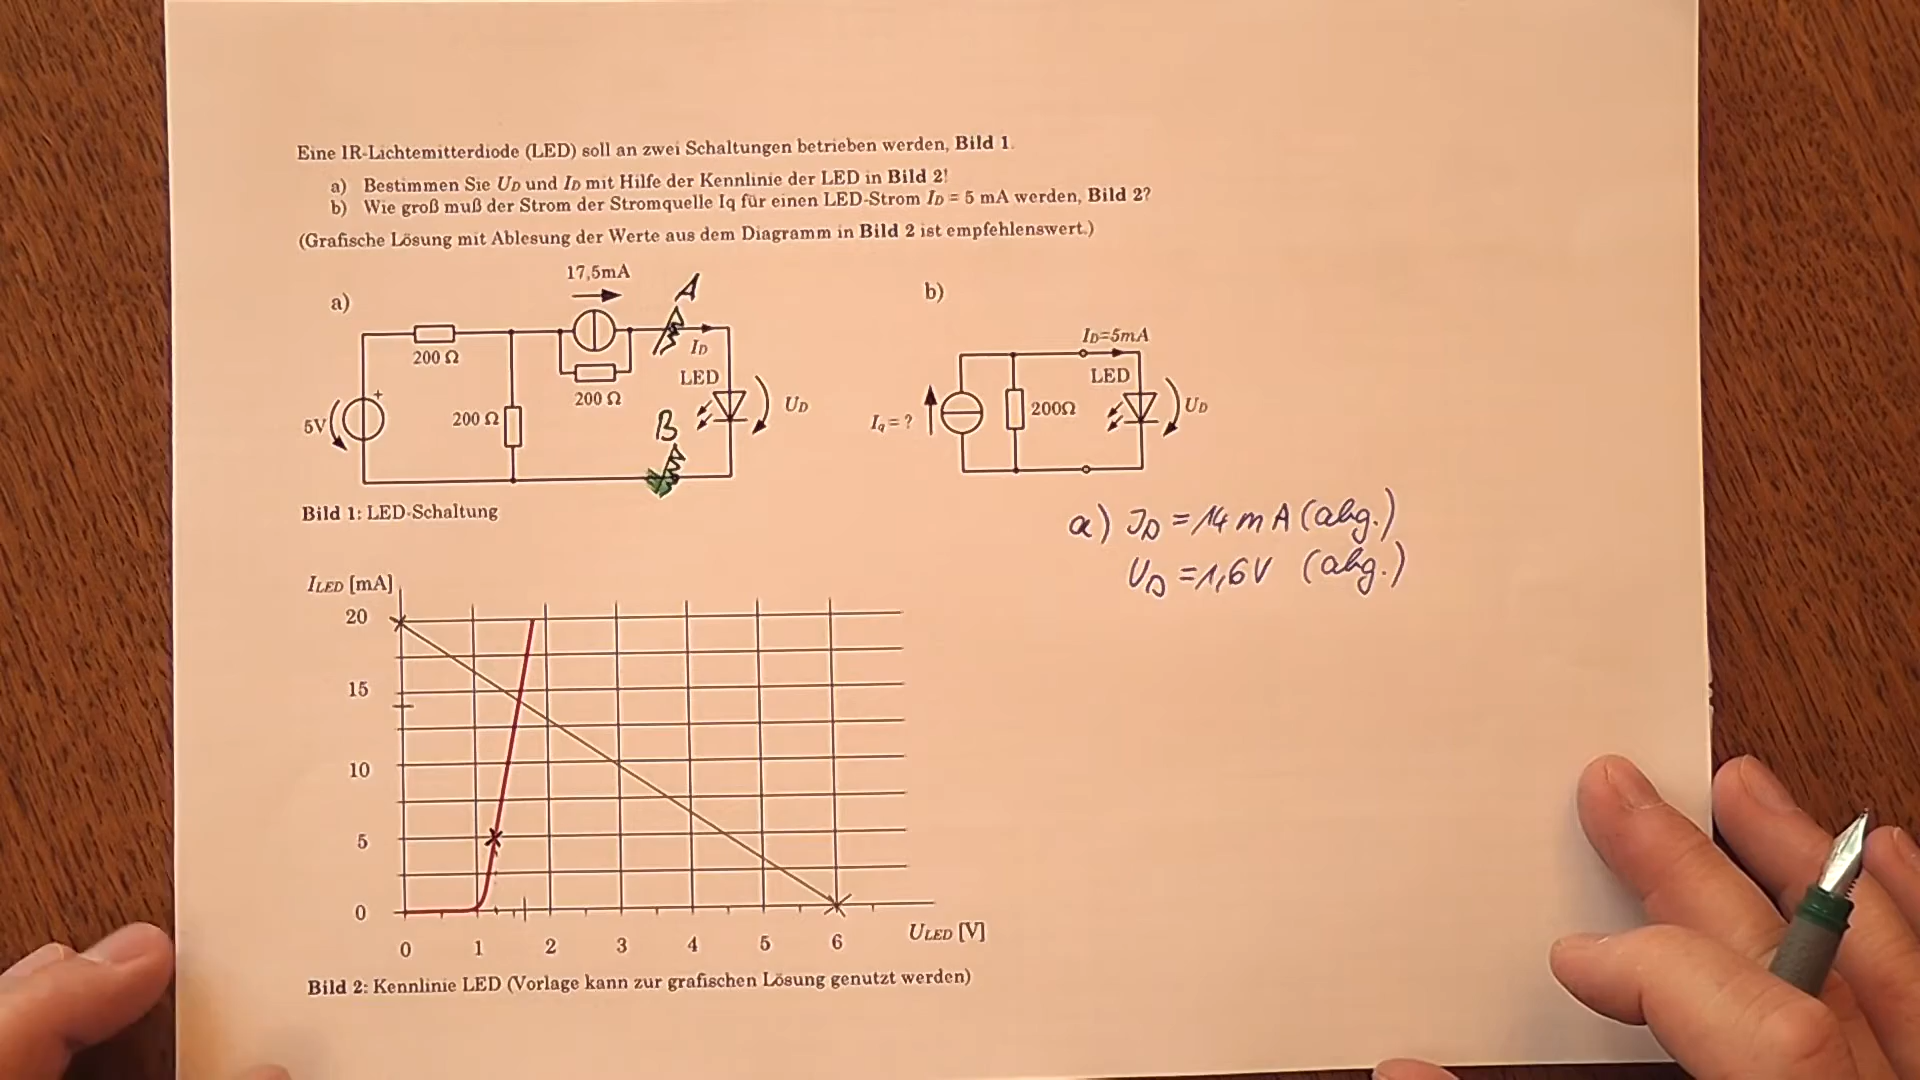 Eine IR-Lichtemitterdiode (LED) soll an zwei Schaltungen betrieben werden, Bild 1.
a) Bestimmen Sie UD und ID mit Hilfe der Kennlinie der LED in Bild 2!
b) Wie groß muß der Strom der Stromquelle Iq für einen LED-Strom ID = 5 mA werden, Bild 2?
(Grafische Lösung mit Ablesung der Werte aus dem Diagramm in Bild 2 ist empfehlenswert.)
a)
17,5mA
A
200 Ω
ID
200 Ω
LED
5V
+
200 Ω
B
UD
b)
ID=5mA
LED
Iq = ?
200Ω
UD
Bild 1: LED-Schaltung
a) ID = 14 mA (abg.)
UD = 1,6V (abg.)
ILED [mA]
20
15
10
5
0
0 1 2 3 4 5 6
ULED [V]
Bild 2: Kennlinie LED (Vorlage kann zur grafischen Lösung genutzt werden)